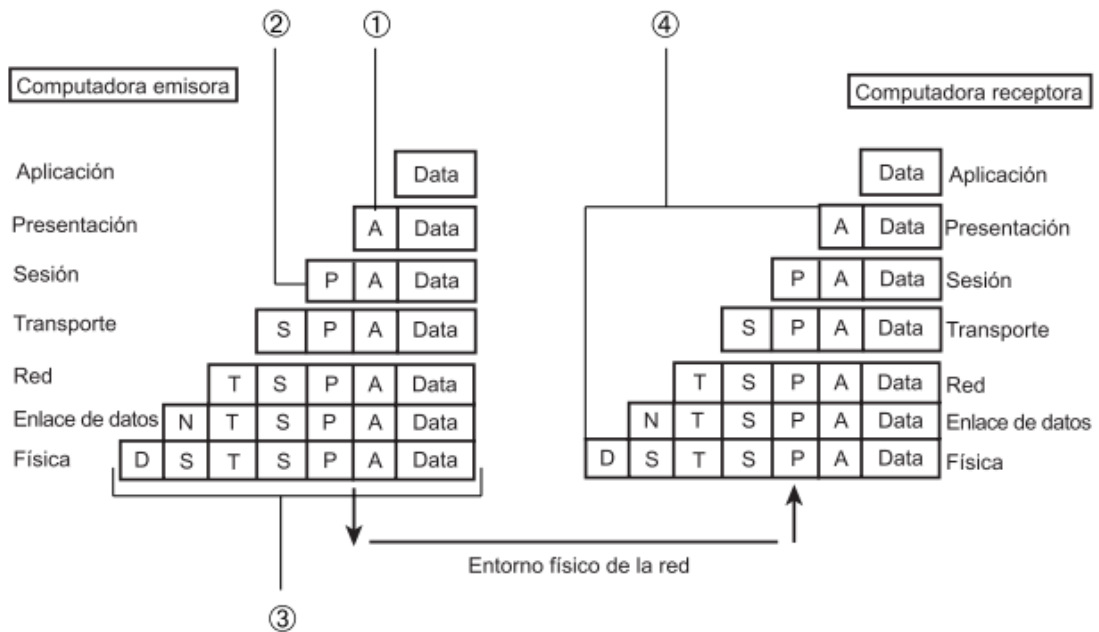 ② ① ④
Computadora emisora
Computadora receptora
Aplicación Data Data Aplicación
Presentación A Data A Data Presentación
Sesión P A Data P A Data Sesión
Transporte S P A Data S P A Data Transporte
Red T S P A Data T S P A Data Red
Enlace de datos N T S P A Data N T S P A Data Enlace de datos
Física D S T S P A Data D S T S P A Data Física
Entorno físico de la red
③